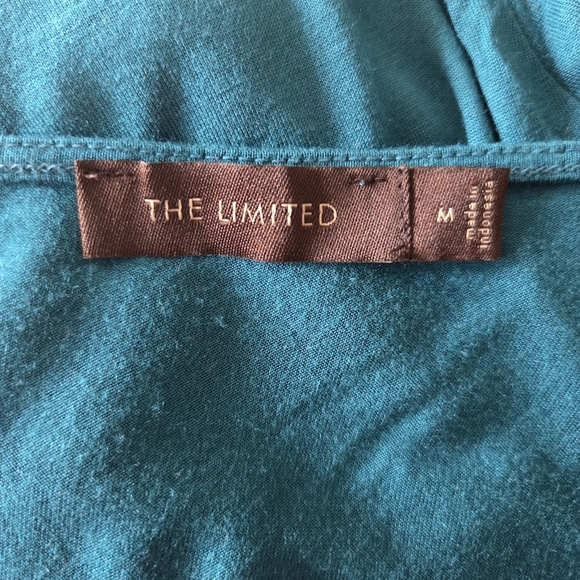 THE LIMITED
M
made in
indonesia